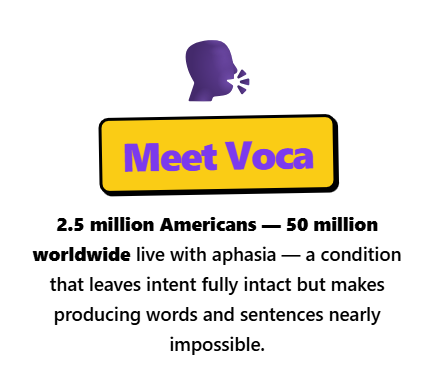 Meet Voca
2.5 million Americans — 50 million
worldwide live with aphasia — a condition
that leaves intent fully intact but makes
producing words and sentences nearly
impossible.